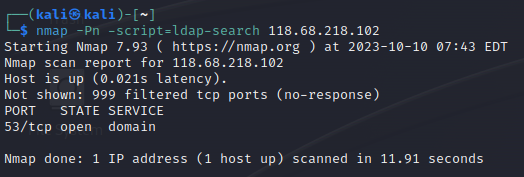 ┌──(kali㉿kali)-[~]
└─$ nmap -Pn -script=ldap-search 118.68.218.102
Starting Nmap 7.93 ( https://nmap.org ) at 2023-10-10 07:43 EDT
Nmap scan report for 118.68.218.102
Host is up (0.021s latency).
Not shown: 999 filtered tcp ports (no-response)
PORT   STATE SERVICE
53/tcp open  domain
Nmap done: 1 IP address (1 host up) scanned in 11.91 seconds